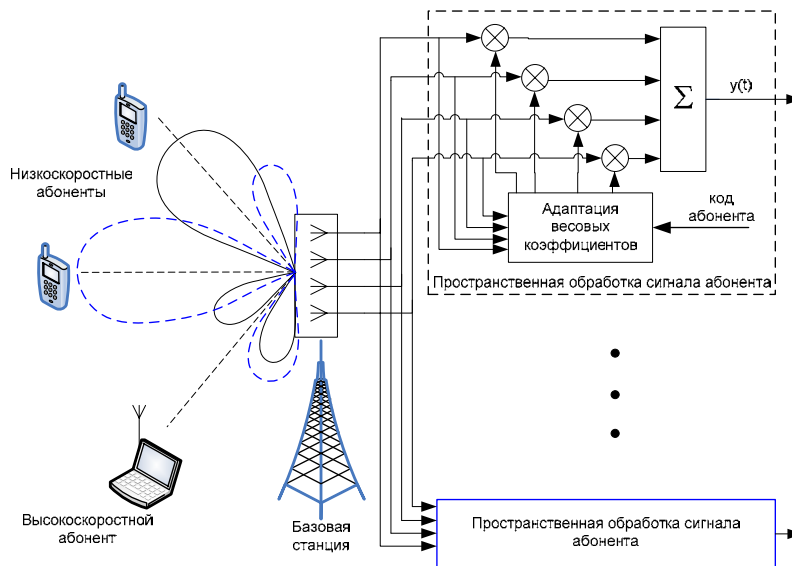 Низкоскоростные
абоненты
Высокоскоростной
абонент
Базовая
станция
Σ
y(t)
Адаптация
весовых
коэффициентов
код
абонента
Пространственная обработка сигнала абонента
Пространственная обработка сигнала
абонента